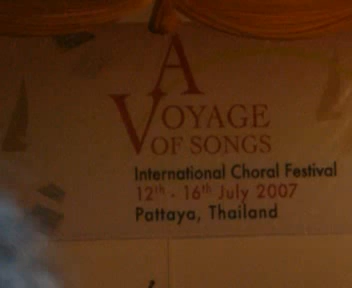 A
VOYAGE
OF SONGS
International Choral Festival
12th - 16th July 2007
Pattaya, Thailand